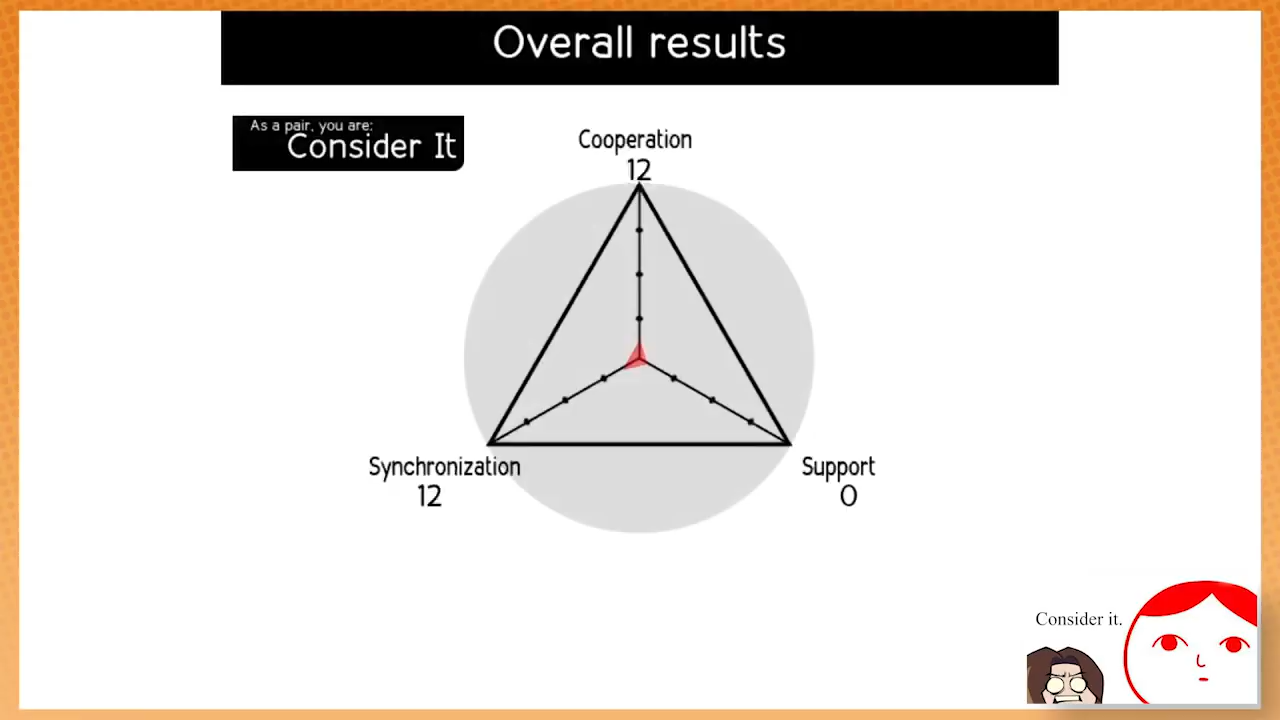 Overall results
As a pair, you are:
Consider It
Cooperation
12
Synchronization
12
Support
0
Consider it.